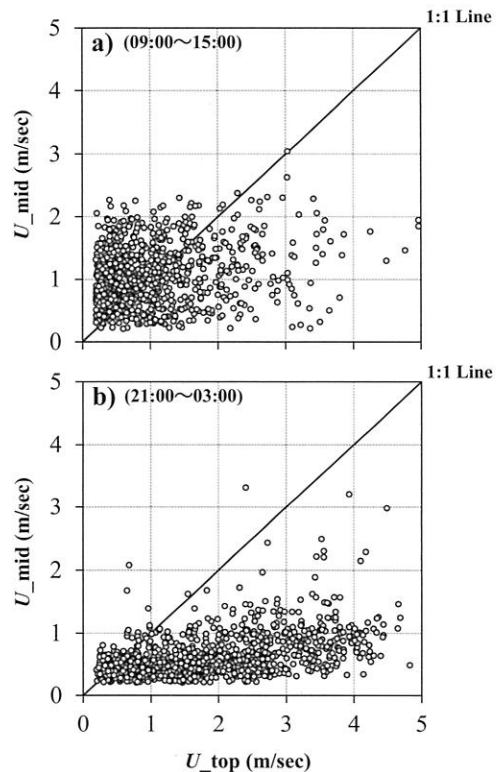 1:1 Line
5
a) (09:00～15:00)
4
3
2
1
0
U_mid (m/sec)
1:1 Line
5
b) (21:00～03:00)
4
3
2
1
0
U_mid (m/sec)
0 1 2 3 4 5
U_top (m/sec)